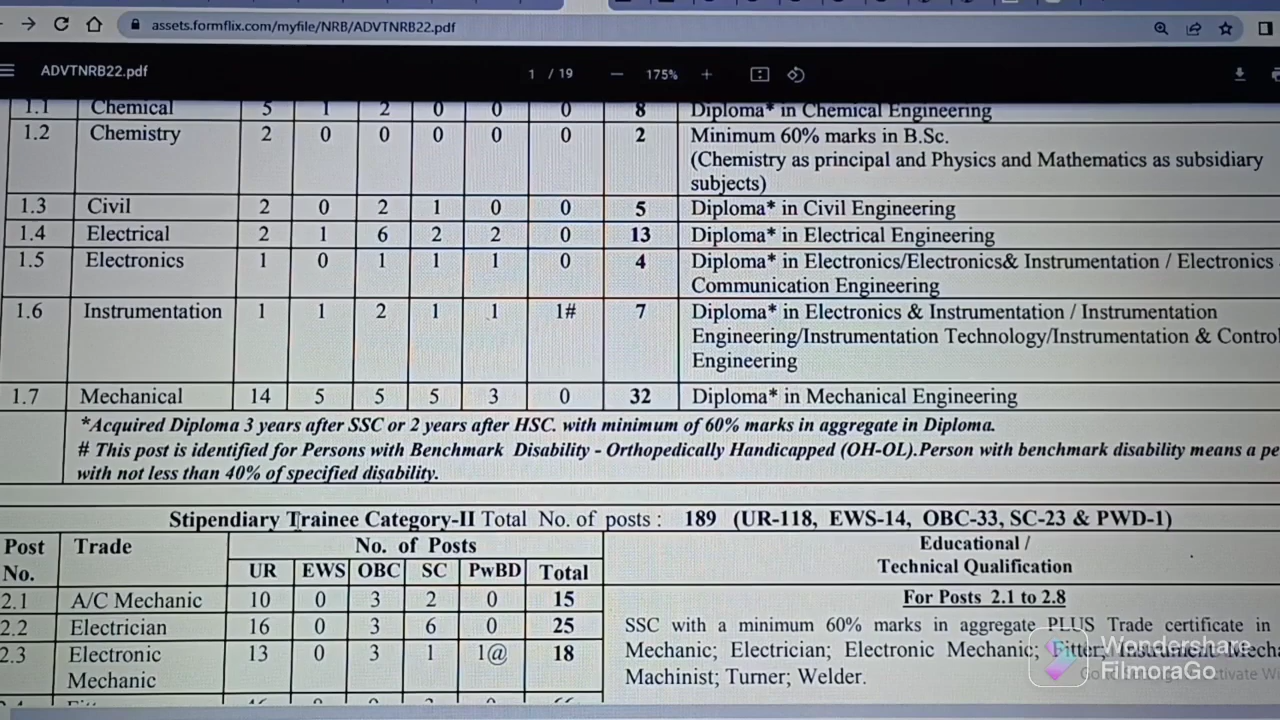 assets.formflix.com/myfile/NRB/ADVTNRB22.pdf
ADVTNRB22.pdf 1 / 19 175%
1.1 Chemical 5 1 2 0 0 0 8 Diploma* in Chemical Engineering
1.2 Chemistry 2 0 0 0 0 0 2 Minimum 60% marks in B.Sc.
(Chemistry as principal and Physics and Mathematics as subsidiary
subjects)
1.3 Civil 2 0 2 1 0 0 5 Diploma* in Civil Engineering
1.4 Electrical 2 1 6 2 2 0 13 Diploma* in Electrical Engineering
1.5 Electronics 1 0 1 1 1 0 4 Diploma* in Electronics/Electronics& Instrumentation / Electronics
Communication Engineering
1.6 Instrumentation 1 1 2 1 1 1# 7 Diploma* in Electronics & Instrumentation / Instrumentation
Engineering/Instrumentation Technology/Instrumentation & Contro
Engineering
1.7 Mechanical 14 5 5 5 3 0 32 Diploma* in Mechanical Engineering
*Acquired Diploma 3 years after SSC or 2 years after HSC. with minimum of 60% marks in aggregate in Diploma.
# This post is identified for Persons with Benchmark Disability - Orthopedically Handicapped (OH-OL).Person with benchmark disability means a pe
with not less than 40% of specified disability.
Stipendiary Trainee Category-II Total No. of posts : 189 (UR-118, EWS-14, OBC-33, SC-23 & PWD-1)
Post No. Trade No. of Posts Educational /
Technical Qualification
UR EWS OBC SC PwBD Total
2.1 A/C Mechanic 10 0 3 2 0 15 For Posts 2.1 to 2.8
2.2 Electrician 16 0 3 6 0 25 SSC with a minimum 60% marks in aggregate PLUS Trade certificate in
2.3 Electronic 13 0 3 1 1@ 18 Mechanic; Electrician; Electronic Mechanic; Fitter; Instrument Mecha
Mechanic Machinist; Turner; Welder.
Wondershare
FilmoraGo